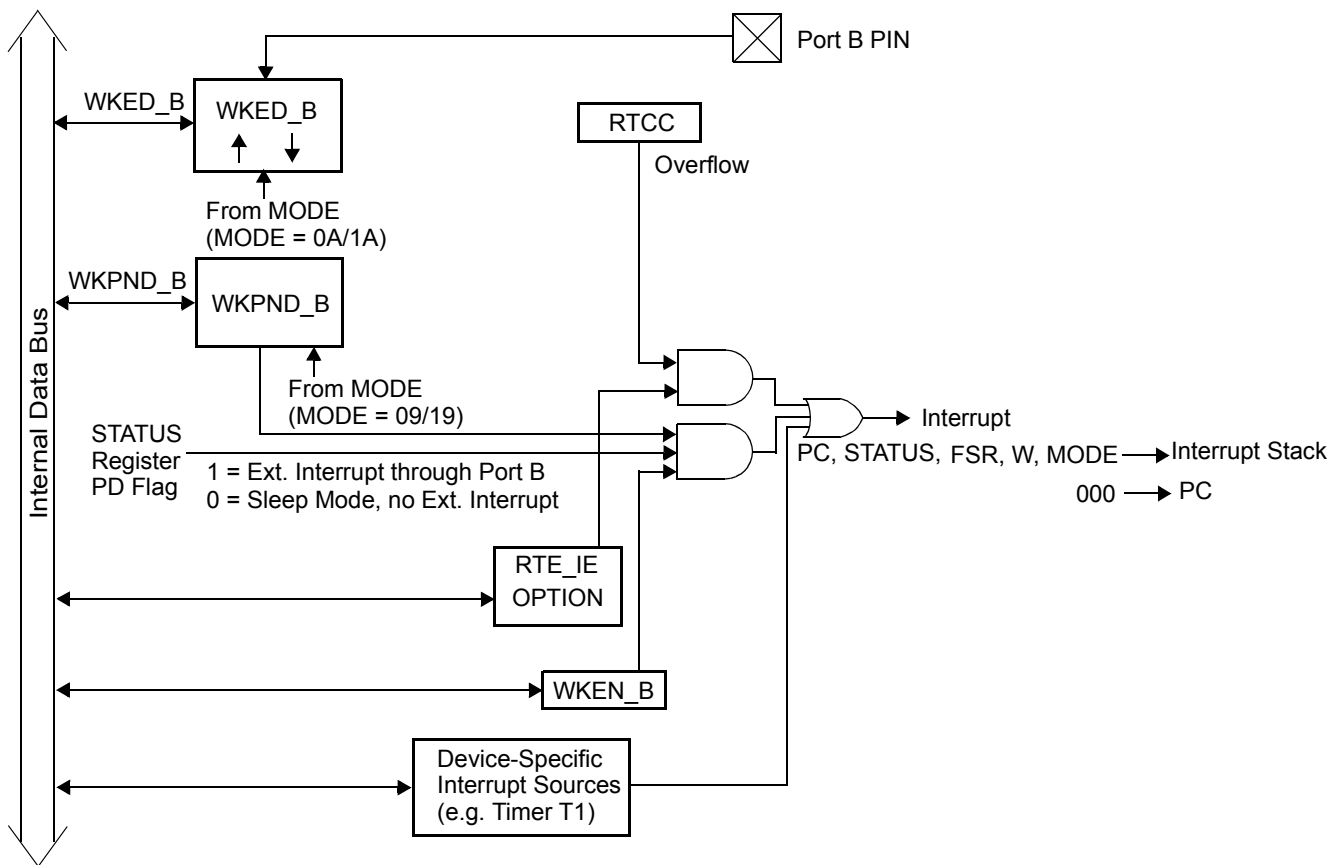 Port B PIN
WKED_B
WKED_B
RTCC
Overflow
From MODE
(MODE = 0A/1A)
WKPND_B
WKPND_B
Internal Data Bus
From MODE
(MODE = 09/19)
STATUS
Register
PD Flag
1 = Ext. Interrupt through Port B
0 = Sleep Mode, no Ext. Interrupt
Interrupt
PC, STATUS, FSR, W, MODE
Interrupt Stack
000
PC
RTE_IE
OPTION
WKEN_B
Device-Specific
Interrupt Sources
(e.g. Timer T1)